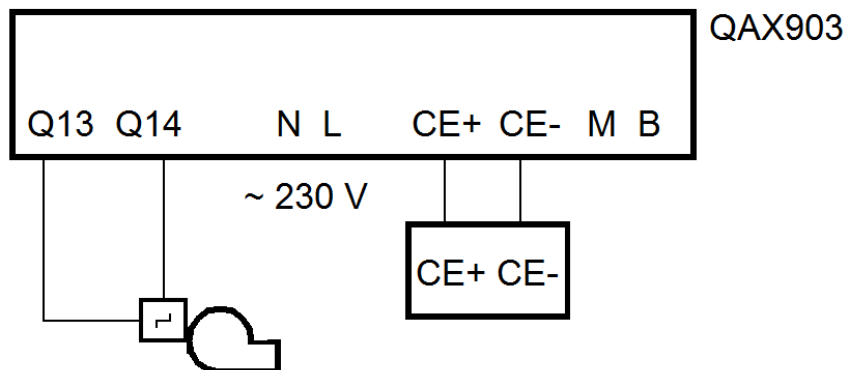 QAX903
Q13 Q14 N L CE+ CE- M B
~ 230 V
CE+ CE-